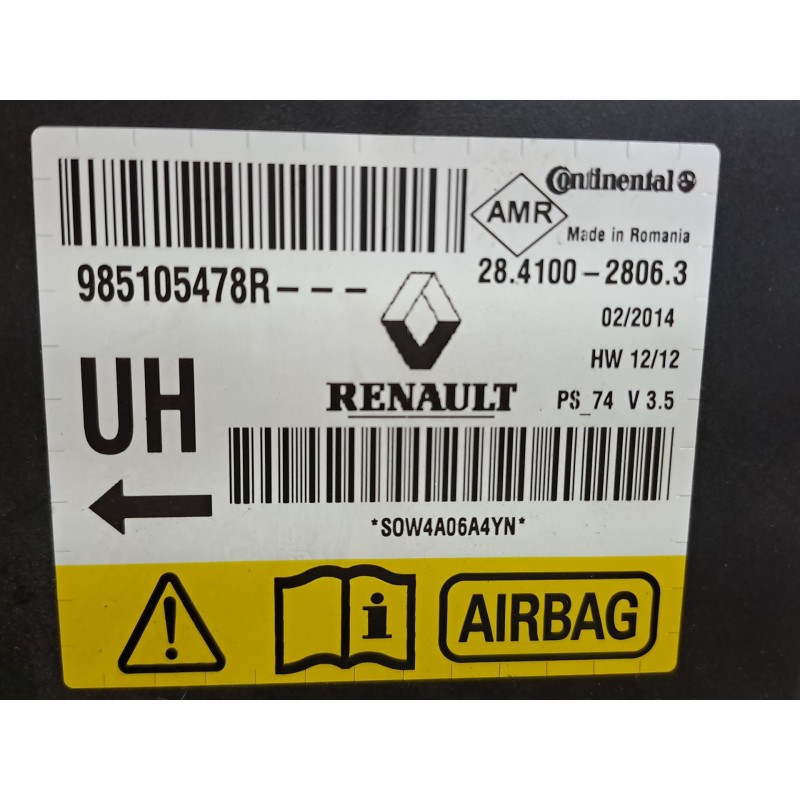 Continental
AMR
Made in Romania
985105478R---
28.4100-2806.3
02/2014
HW 12/12
UH
RENAULT
PS_74 V 3.5
*SOW4A06A4YN*
i
AIRBAG